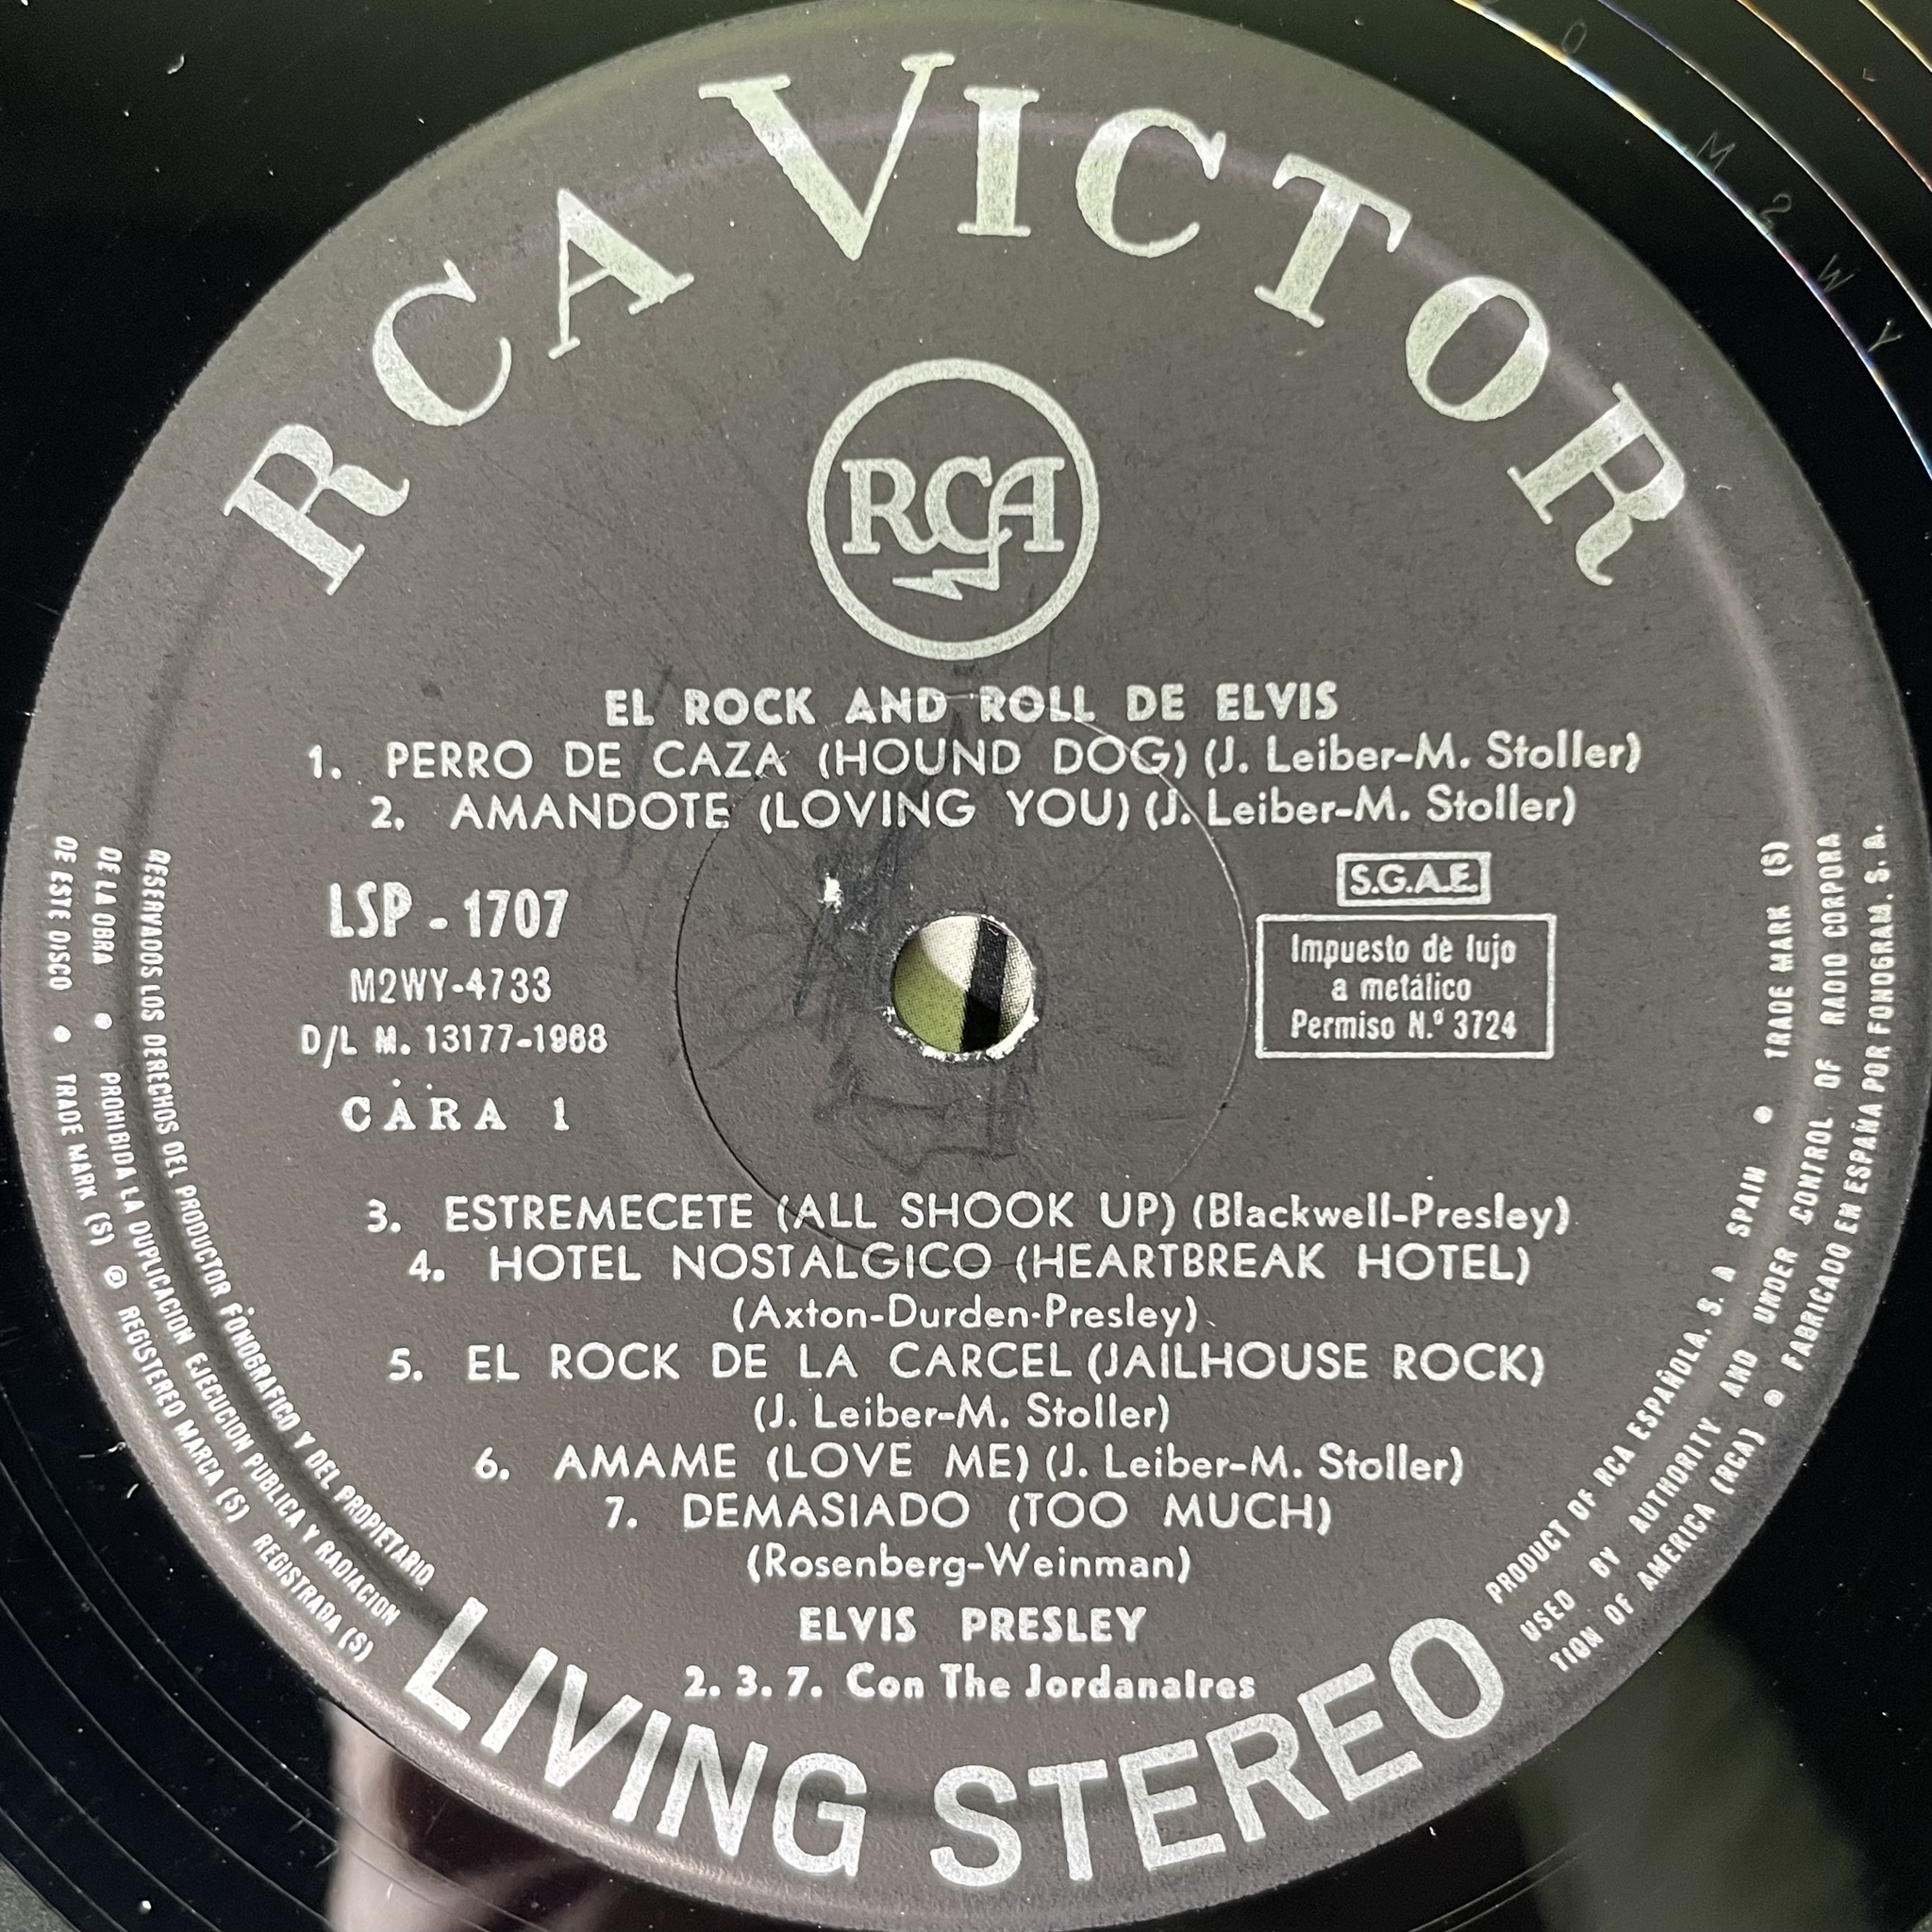 RCA VICTOR
RCA
EL ROCK AND ROLL DE ELVIS
1. PERRO DE CAZA (HOUND DOG) (J. Leiber-M. Stoller)
2. AMANDOTE (LOVING YOU) (J. Leiber-M. Stoller)
LSP - 1707
M2WY-4733
D/L M. 13177-1968
CARA 1
S.G.A.E.
Impuesto de lujo
a metálico
Permiso N.º 3724
3. ESTREMECETE (ALL SHOOK UP) (Blackwell-Presley)
4. HOTEL NOSTALGICO (HEARTBREAK HOTEL)
(Axton-Durden-Presley)
5. EL ROCK DE LA CARCEL (JAILHOUSE ROCK)
(J. Leiber-M. Stoller)
6. AMAME (LOVE ME) (J. Leiber-M. Stoller)
7. DEMASIADO (TOO MUCH)
(Rosenberg-Weinman)
ELVIS PRESLEY
2. 3. 7. Con The Jordanaires
LIVING STEREO
RESERVADOS LOS DERECHOS DEL PRODUCTOR FONOGRAFICO Y DEL PROPIETARIO
DE LA OBRA • PROHIBIDA LA DUPLICACION EJECUCION PUBLICA Y RADIACION
DE ESTE DISCO • TRADE MARK (S) ® REGISTERED MARCA (S) REGISTRADA (S)
PRODUCT OF RCA ESPAÑOLA. S. A SPAIN • TRADE MARK (S)
USED BY AUTHORITY AND UNDER CONTROL OF RADIO CORPORA
TION OF AMERICA (RCA) • FABRICADO EN ESPAÑA POR FONOGRAM. S. A.
M2WY